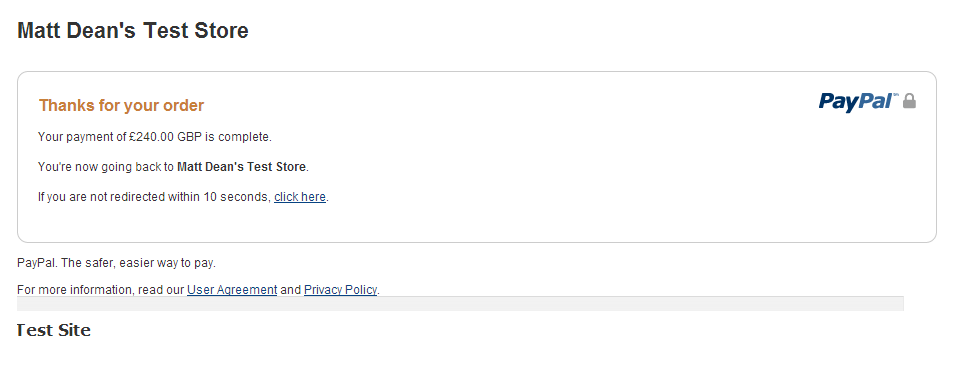 Matt Dean's Test Store
PayPal
Thanks for your order
Your payment of £240.00 GBP is complete.
You're now going back to Matt Dean's Test Store.
If you are not redirected within 10 seconds, click here.
PayPal. The safer, easier way to pay.
For more information, read our User Agreement and Privacy Policy.
Test Site